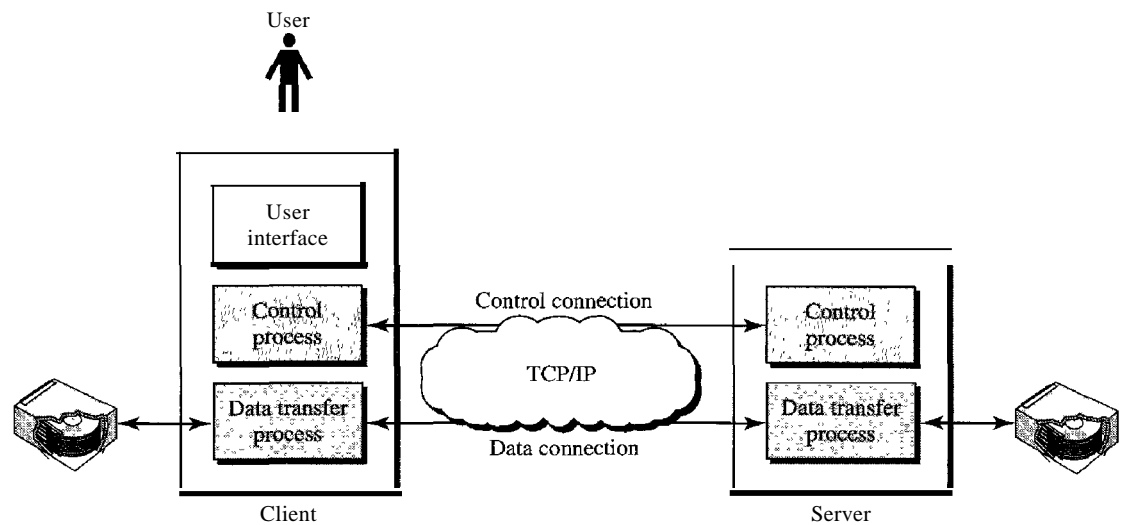 User
User
interface
Control connection
Control
process
Control
process
TCP/IP
Data transfer
process
Data transfer
process
Data connection
Client
Server